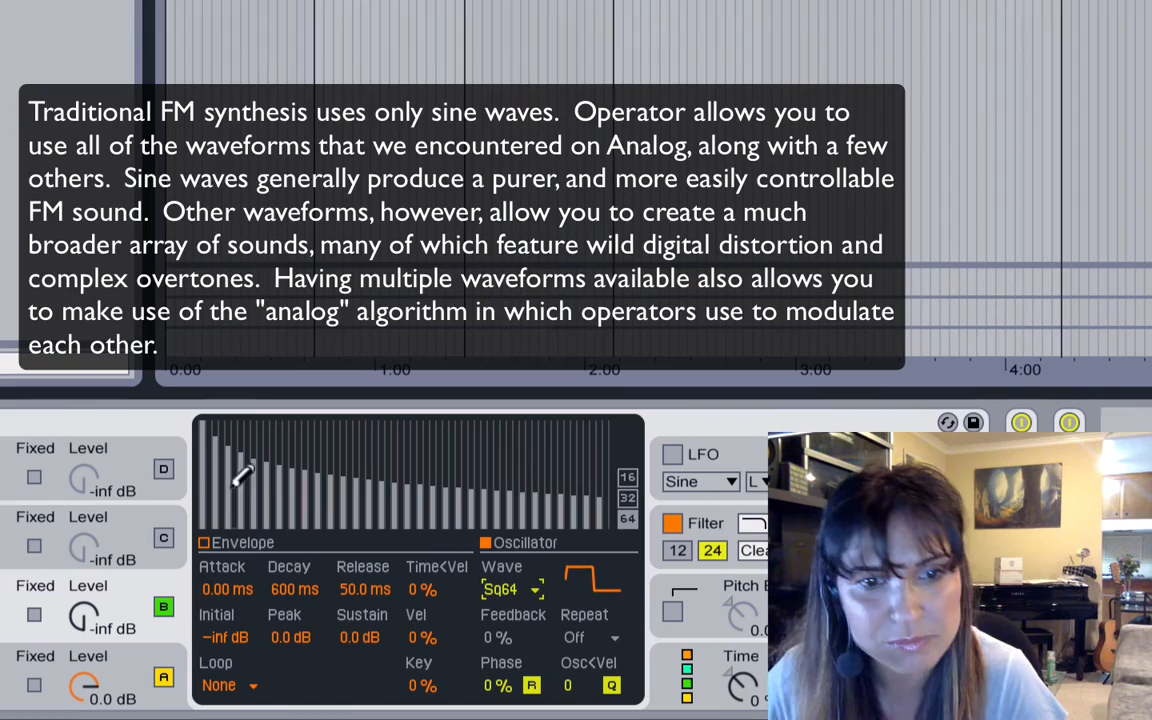 Traditional FM synthesis uses only sine waves. Operator allows you to
use all of the waveforms that we encountered on Analog, along with a few
others. Sine waves generally produce a purer, and more easily controllable
FM sound. Other waveforms, however, allow you to create a much
broader array of sounds, many of which feature wild digital distortion and
complex overtones. Having multiple waveforms available also allows you
to make use of the "analog" algorithm in which operators use to modulate
each other.
0:00 1:00 2:00 3:00 4:00
Fixed Level
-inf dB D
Fixed Level
-inf dB C
Fixed Level
-inf dB B
Fixed Level
0.0 dB A
16
32
64
Envelope Oscillator
Attack Decay Release Time<Vel Wave
0.00 ms 600 ms 50.0 ms 0 % Sq64
Initial Peak Sustain Vel Feedback Repeat
-inf dB 0.0 dB 0.0 dB 0 % 0 % Off
Loop Key Phase Osc<Vel
None 0 % 0 % R 0 Q
LFO
Sine L
Filter
12 24
Pitch
0.0
Time
0